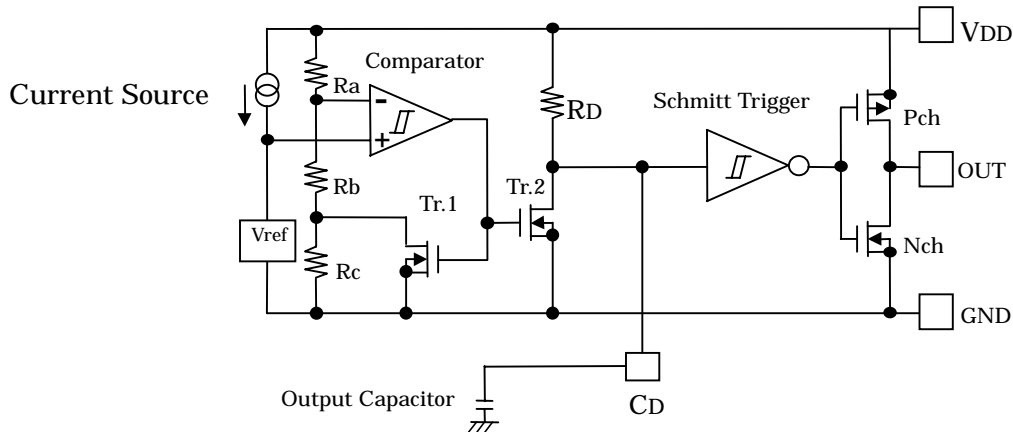 VDD
Comparator
Ra
Current Source
Schmitt Trigger
RD
-
+
Pch
OUT
Rb
Tr.1
Tr.2
Vref
Nch
Rc
GND
Output Capacitor
CD